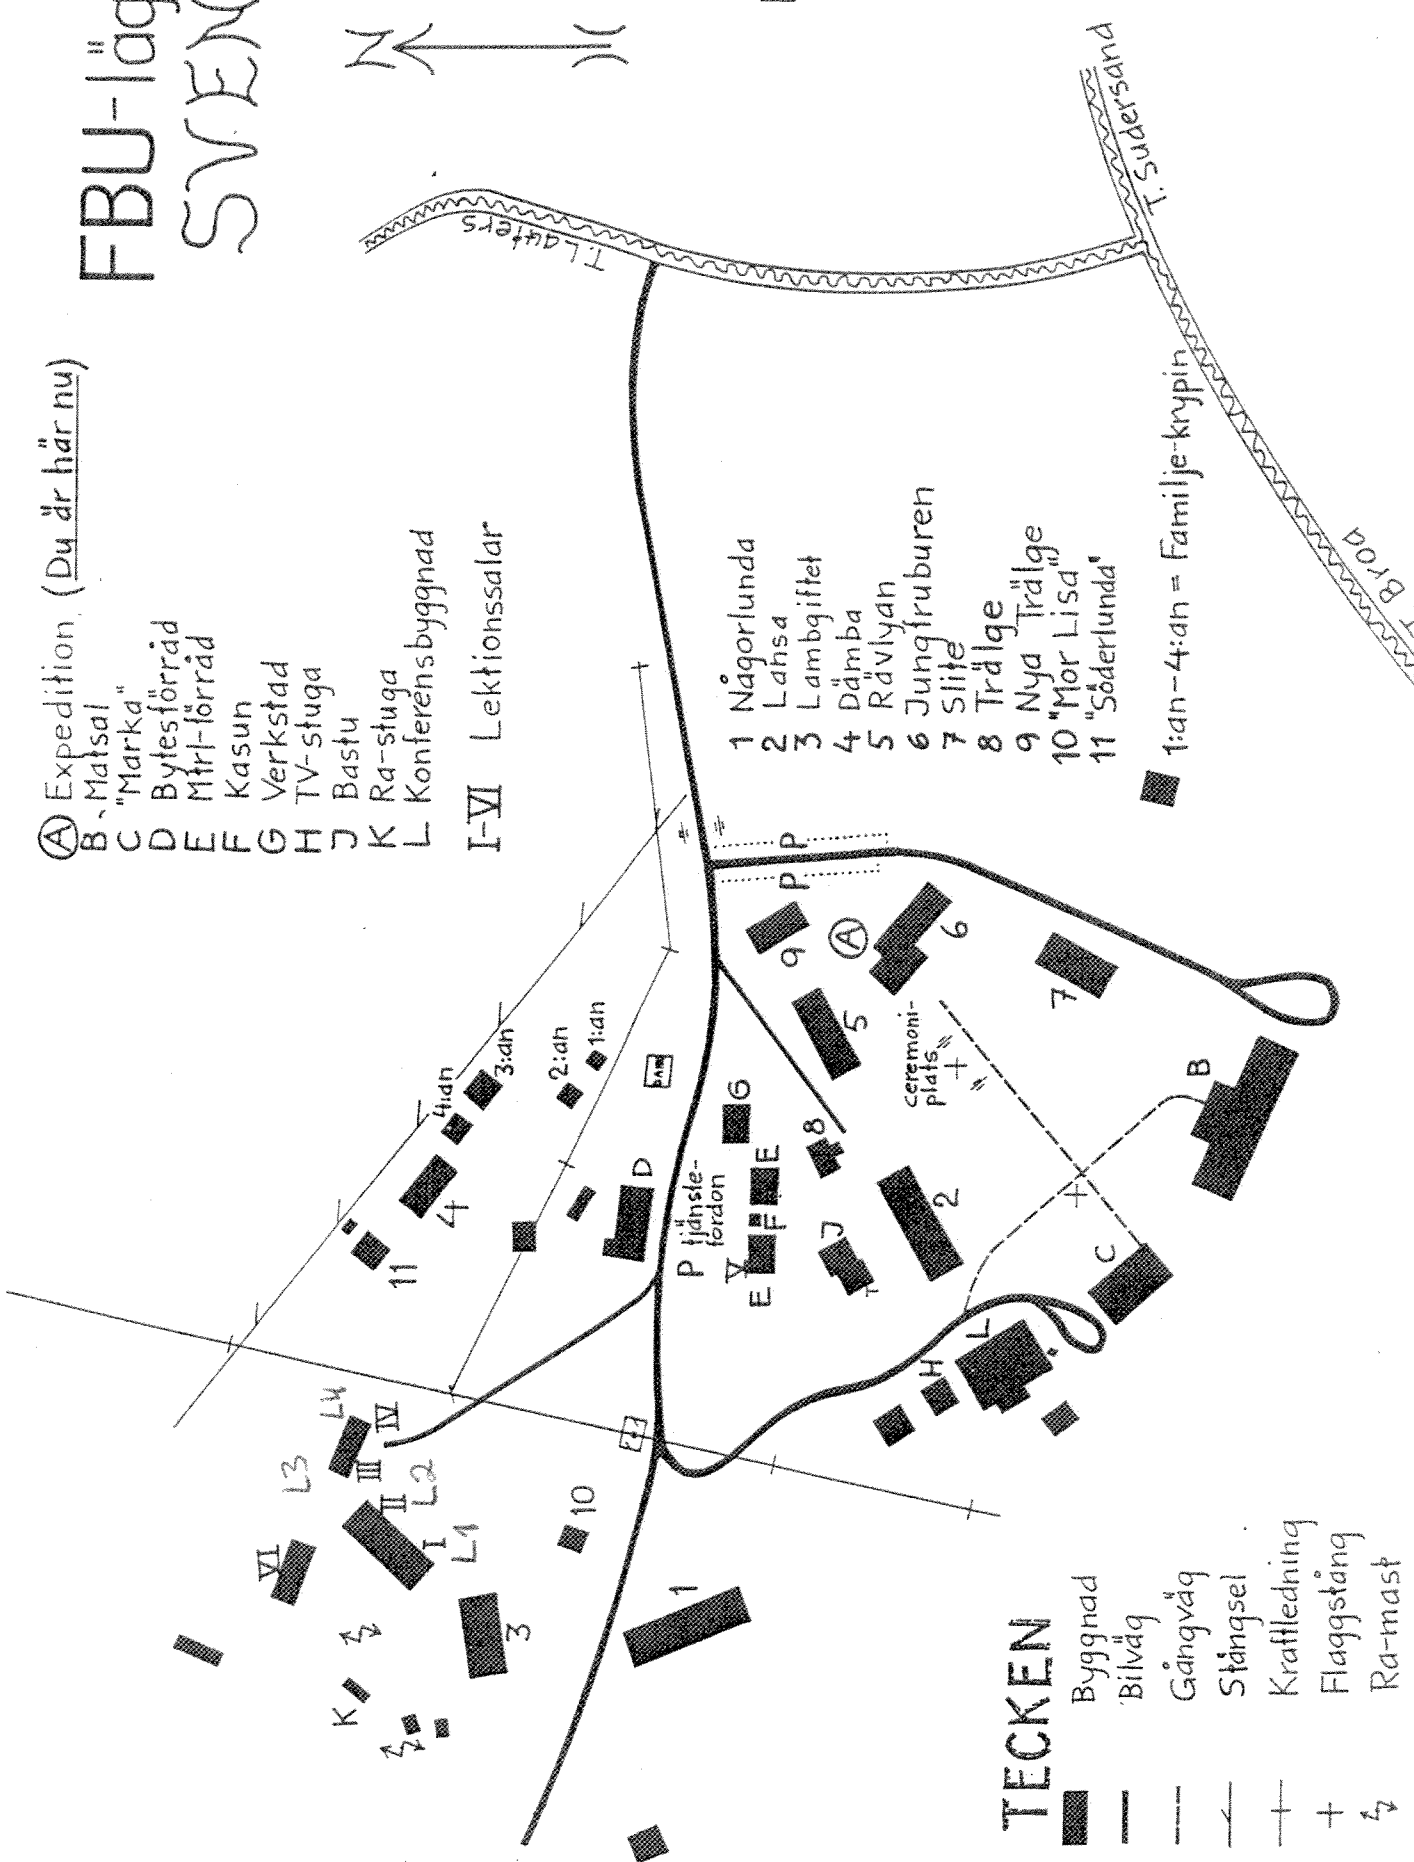 FBU-läg
SVEN
N
Ⓐ Expedition (Du är här nu)
B Matsal
C "Marka"
D Bytesförråd
E Mtrl-förråd
F Kasun
G Verkstad
H TV-stuga
J Bastu
K Ra-stuga
L Konferensbyggnad
I-VI Lektionssalar
1 Någorlunda
2 Lahsa
3 Lambgiftet
4 Dämba
5 Rävlyan
6 Jungfruburen
7 Slite
8 Trälge
9 Nya Trälge
10 "Mor Lisa"
11 "Söderlunda"
1:an-4:an = Familje-krypin
T. Lauters
T. Sudersand
T Broa
P
P
9
Ⓐ
6
5
7
ceremoni-
plats
B
C
2
8
G
E
F
E
V
J
T
P tjänste-
fordon
D
1:an
2:an
3:an
4:an
4
11
H
L
L4
IV
L3
III
II
L2
I
L1
VI
K
3
10
1
TECKEN
Byggnad
Bilväg
Gångväg
Stängsel
Kraftledning
Flaggstång
Ra-mast